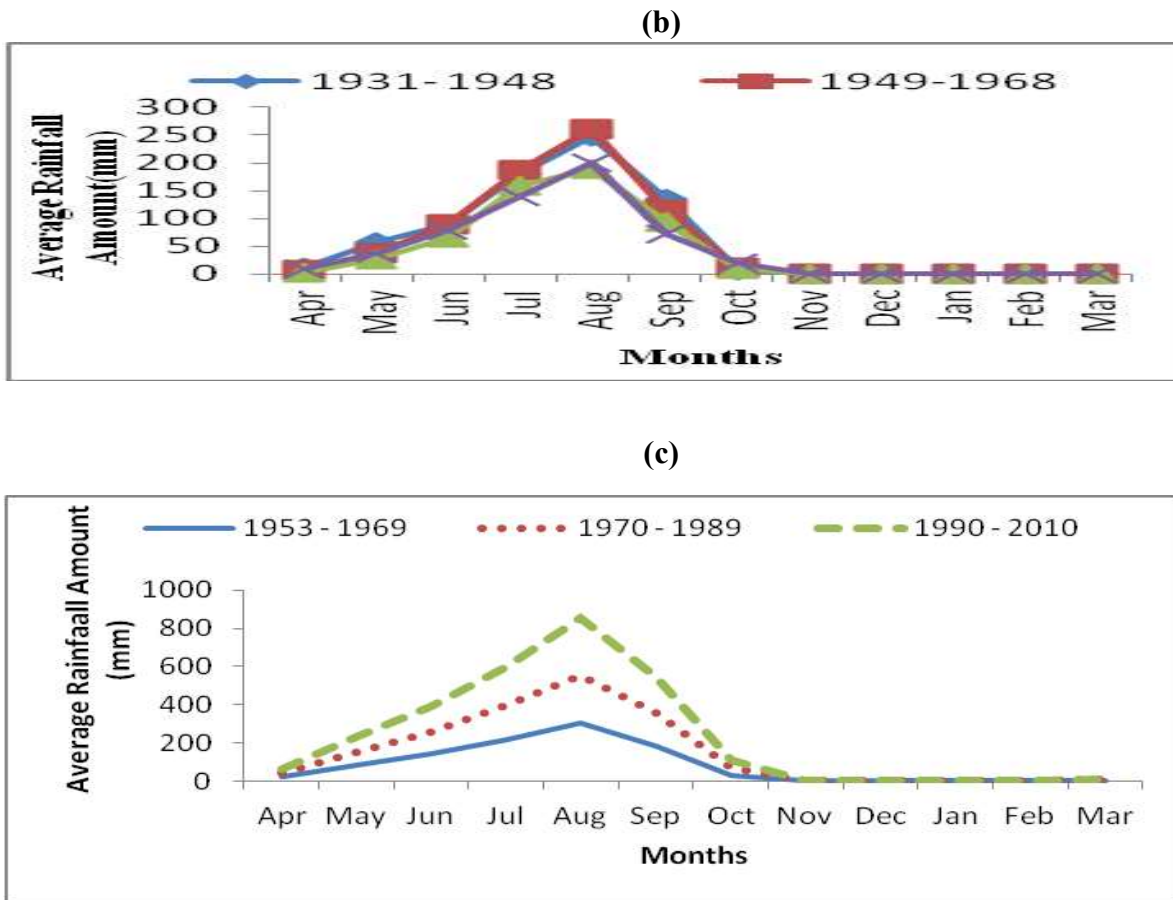 (b)
1931-1948 1949-1968
Average Rainfall
Amount(mm)
300
250
200
150
100
50
0
Apr May Jun Jul Aug Sep Oct Nov Dec Jan Feb Mar
Months
(c)
1953 - 1969 1970 - 1989 1990 - 2010
Average Rainfaall Amount
(mm)
1000
800
600
400
200
0
Apr May Jun Jul Aug Sep Oct Nov Dec Jan Feb Mar
Months